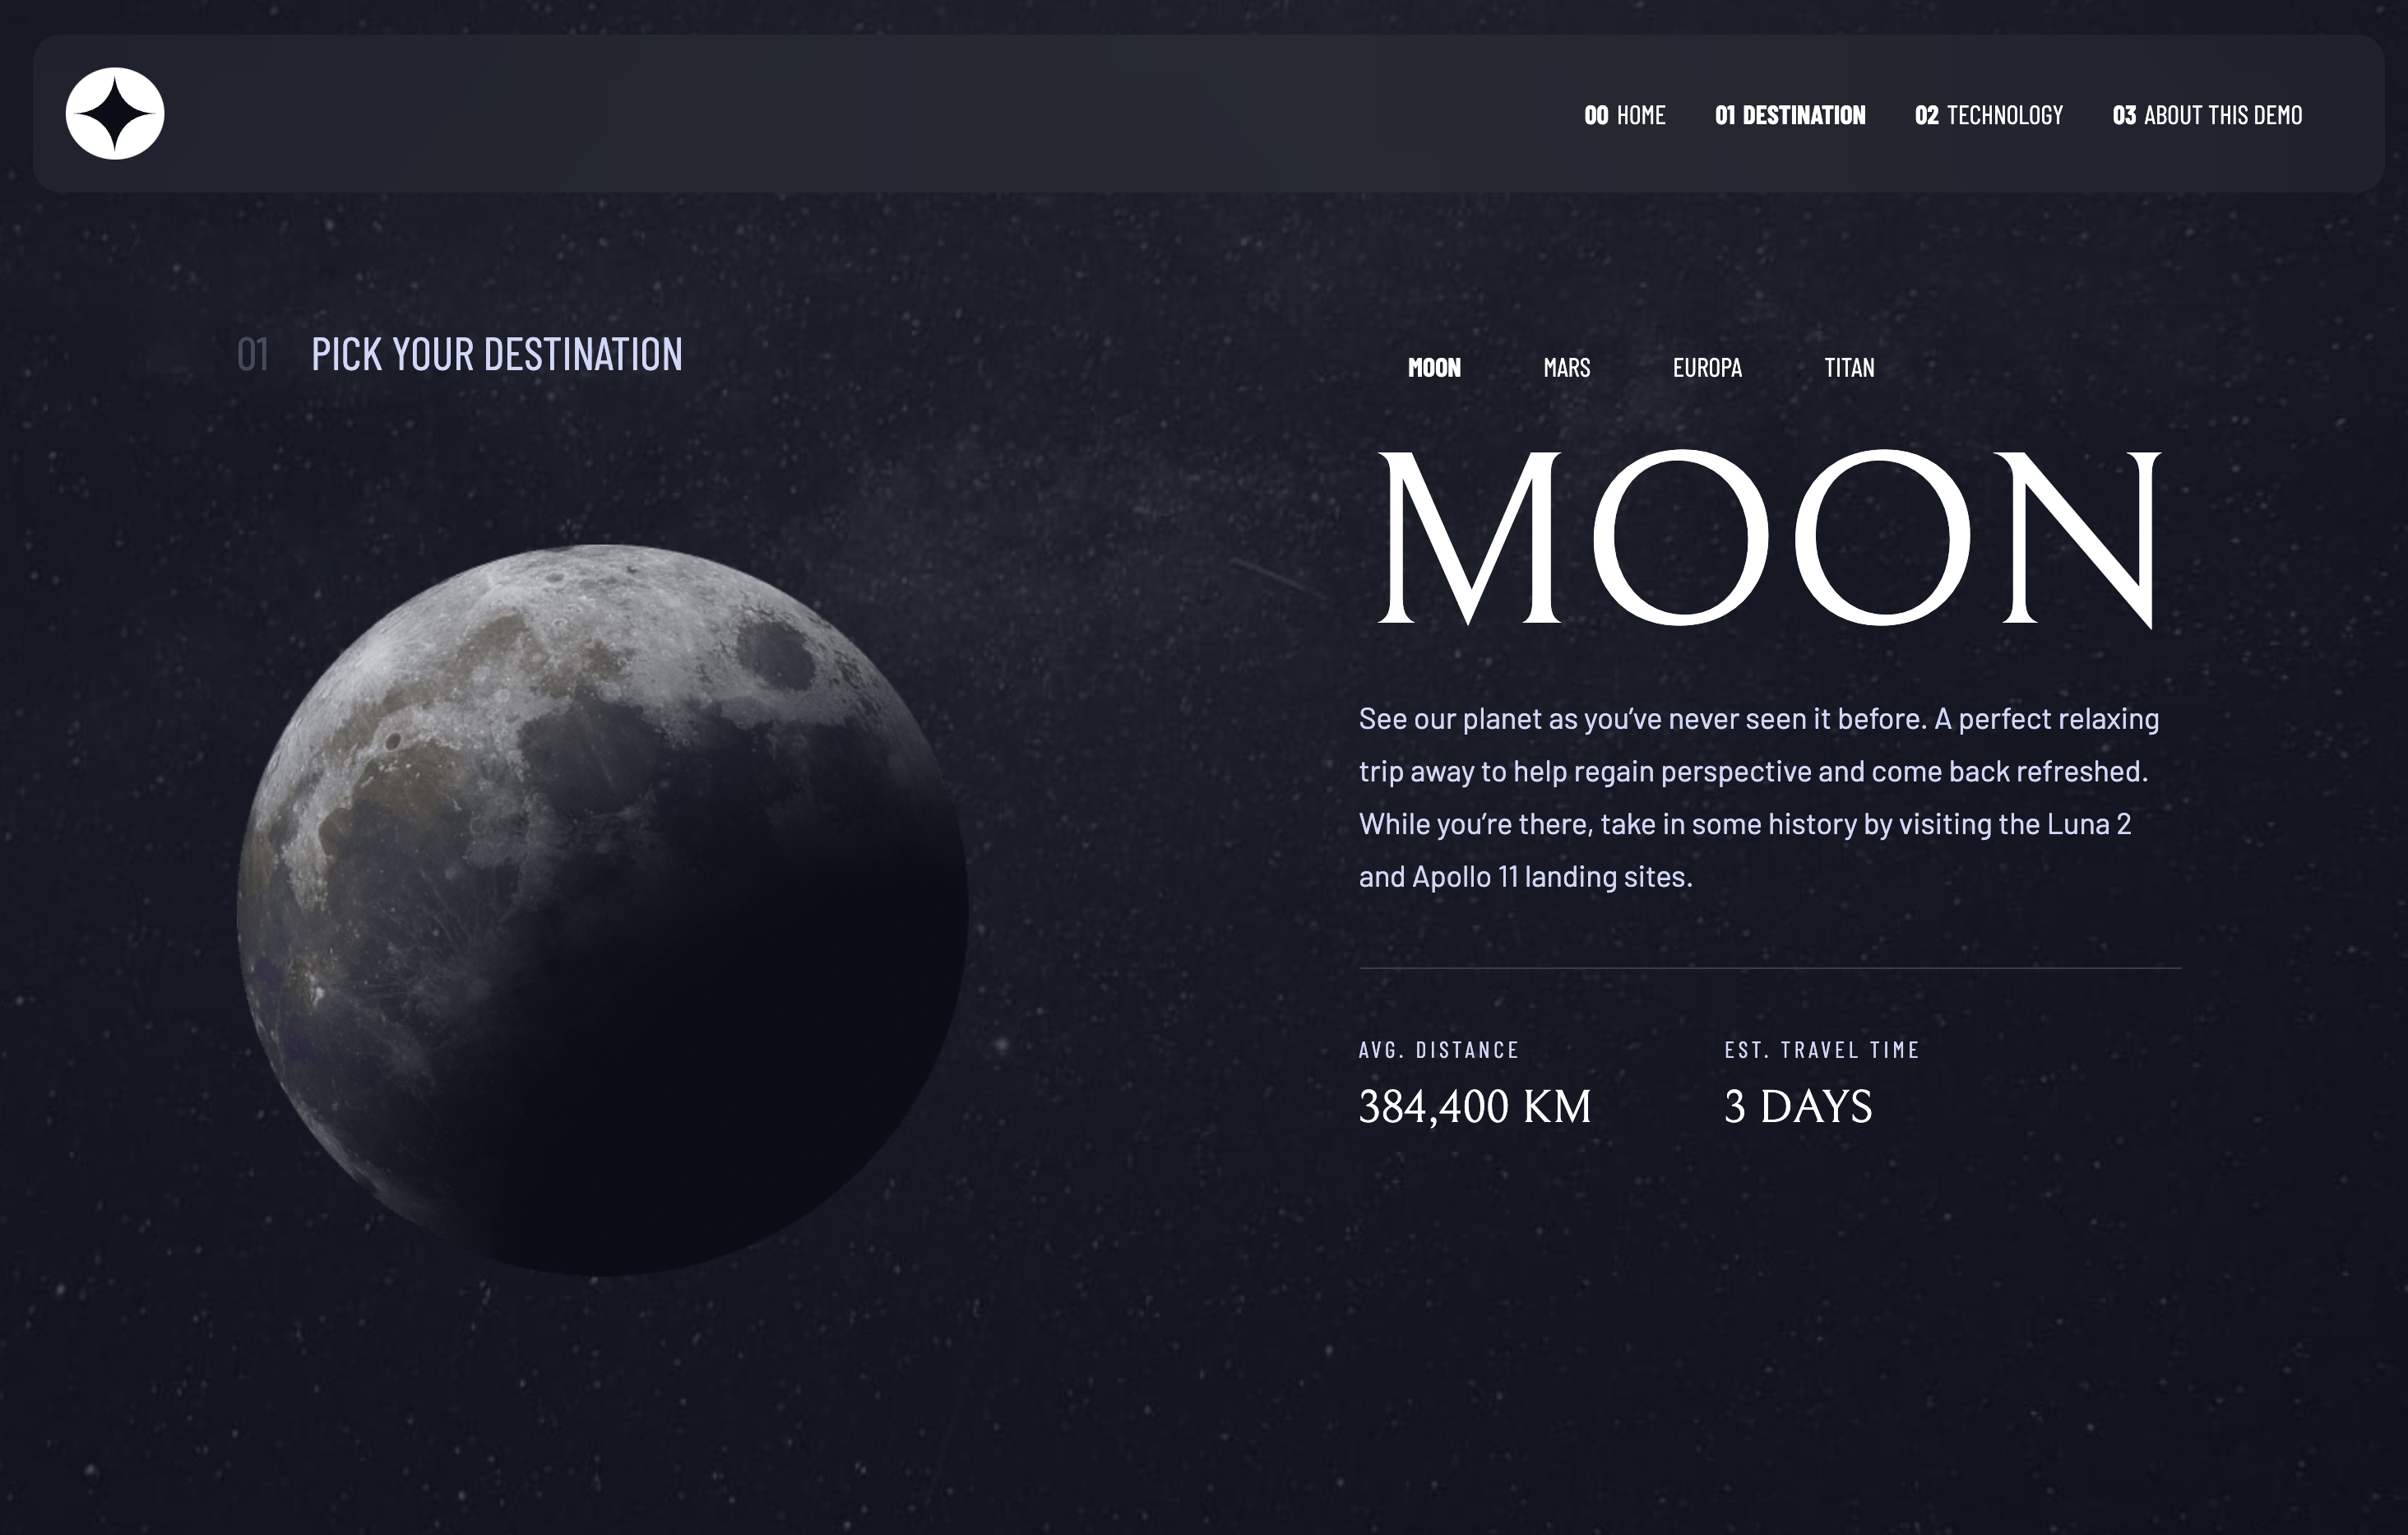 00 HOME 01 DESTINATION 02 TECHNOLOGY 03 ABOUT THIS DEMO
01 PICK YOUR DESTINATION
MOON MARS EUROPA TITAN
MOON
See our planet as you’ve never seen it before. A perfect relaxing
trip away to help regain perspective and come back refreshed.
While you’re there, take in some history by visiting the Luna 2
and Apollo 11 landing sites.
AVG. DISTANCE
384,400 KM
EST. TRAVEL TIME
3 DAYS